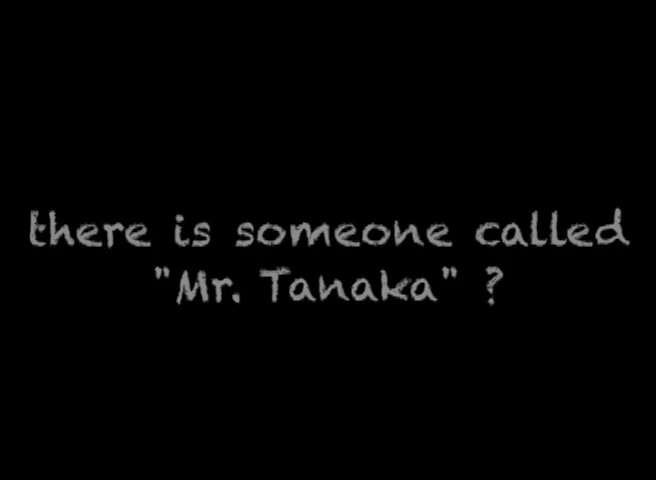 there is someone called
"Mr. Tanaka" ?